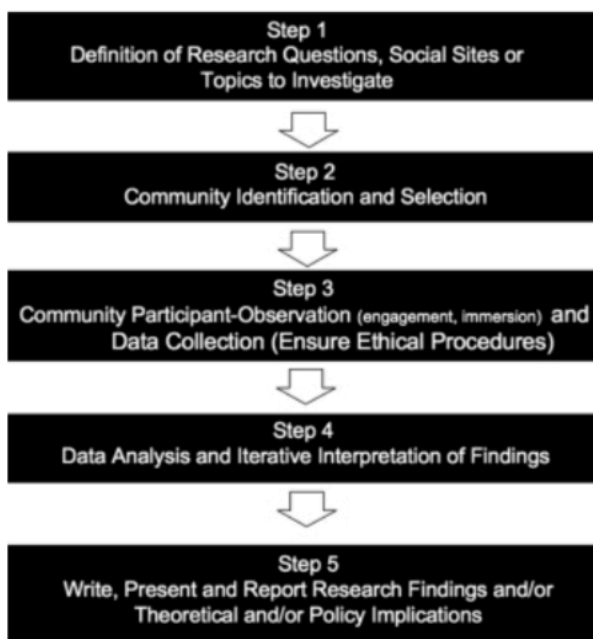 Step 1
Definition of Research Questions, Social Sites or
Topics to Investigate
Step 2
Community Identification and Selection
Step 3
Community Participant-Observation (engagement, immersion) and
Data Collection (Ensure Ethical Procedures)
Step 4
Data Analysis and Iterative Interpretation of Findings
Step 5
Write, Present and Report Research Findings and/or
Theoretical and/or Policy Implications